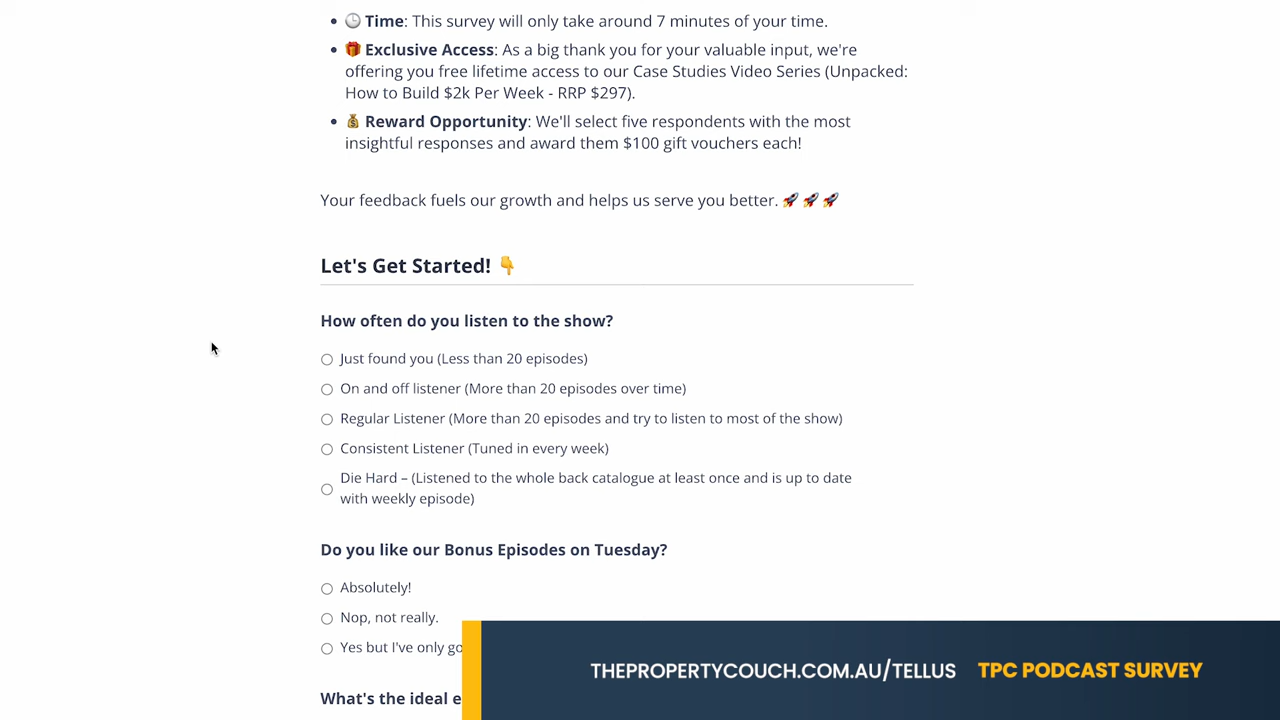 Time: This survey will only take around 7 minutes of your time.
Exclusive Access: As a big thank you for your valuable input, we're
offering you free lifetime access to our Case Studies Video Series (Unpacked:
How to Build $2k Per Week - RRP $297).
Reward Opportunity: We'll select five respondents with the most
insightful responses and award them $100 gift vouchers each!
Your feedback fuels our growth and helps us serve you better.
Let's Get Started!
How often do you listen to the show?
Just found you (Less than 20 episodes)
On and off listener (More than 20 episodes over time)
Regular Listener (More than 20 episodes and try to listen to most of the show)
Consistent Listener (Tuned in every week)
Die Hard – (Listened to the whole back catalogue at least once and is up to date
with weekly episode)
Do you like our Bonus Episodes on Tuesday?
Absolutely!
Nop, not really.
Yes but I've only
What's the ideal
THEPROPERTYCOUCH.COM.AU/TELLUS TPC PODCAST SURVEY